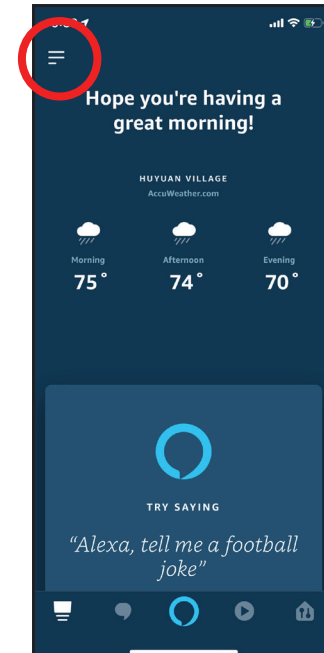 Hope you're having a
great morning!
HUYUAN VILLAGE
AccuWeather.com
Morning
Afternoon
Evening
75°
74°
70°
TRY SAYING
“Alexa, tell me a football
joke”